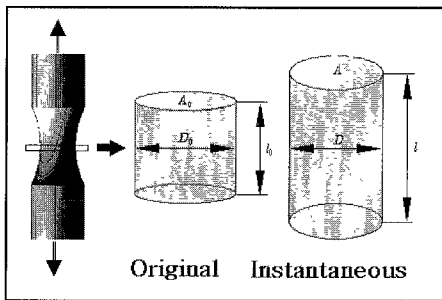 A₀
D₀
l₀
A
D
l
Original Instantaneous